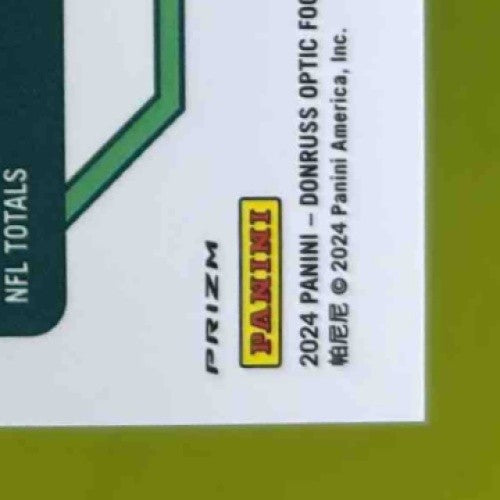 NFL TOTALS
PRIZM
PANINI
2024 PANINI – DONRUSS OPTIC FOO
帕尼尼 © 2024 Panini America, Inc.